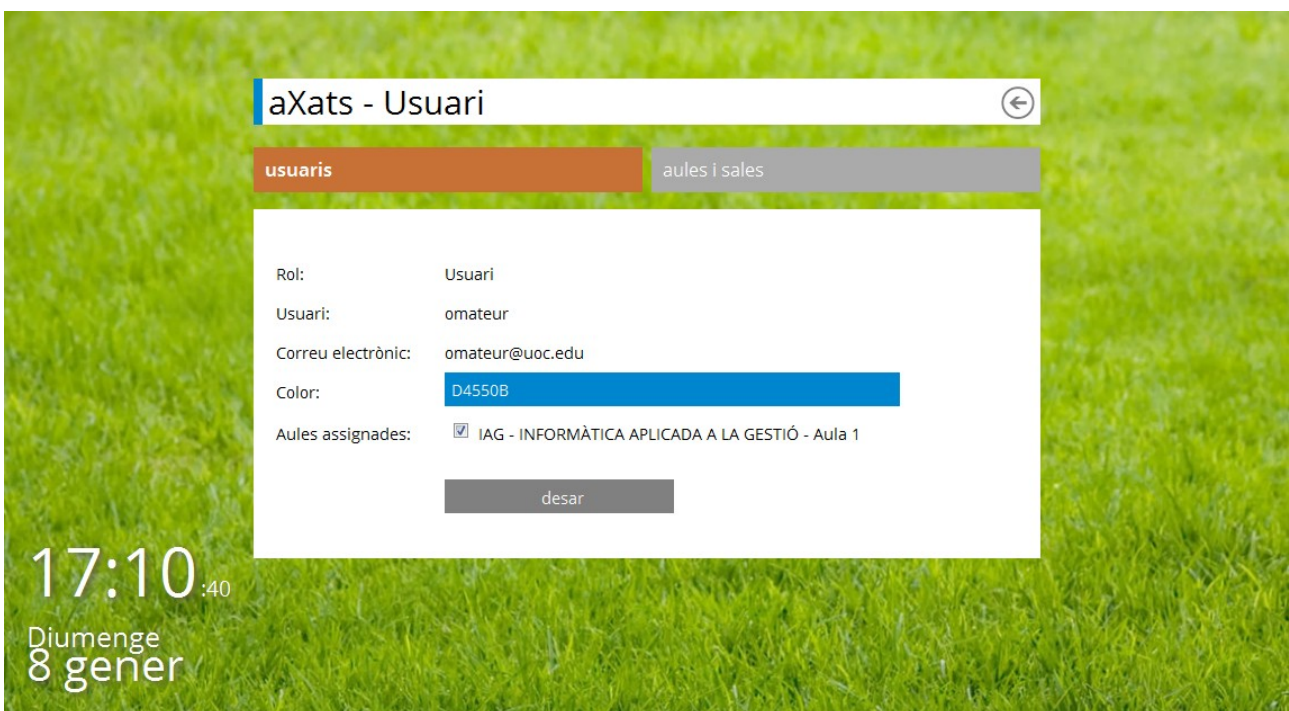 aXats - Usuari
usuaris
aules i sales
Rol: Usuari
Usuari: omateur
Correu electrònic: omateur@uoc.edu
Color: D4550B
Aules assignades: IAG - INFORMÀTICA APLICADA A LA GESTIÓ - Aula 1
desar
17:10:40
Diumenge
8 gener